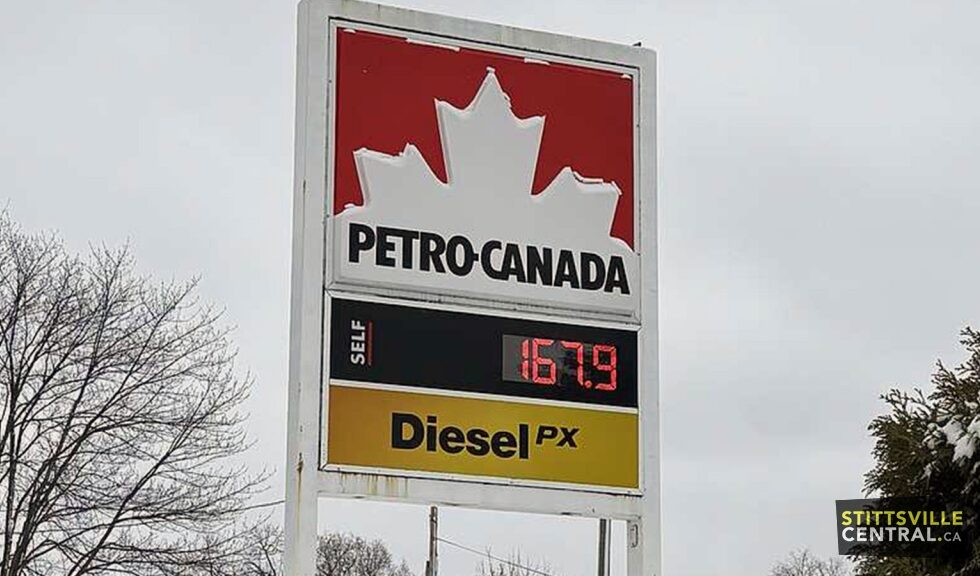 PETRO-CANADA
SELF
167.9
Diesel PX
STITTSVILLE
CENTRAL.CA